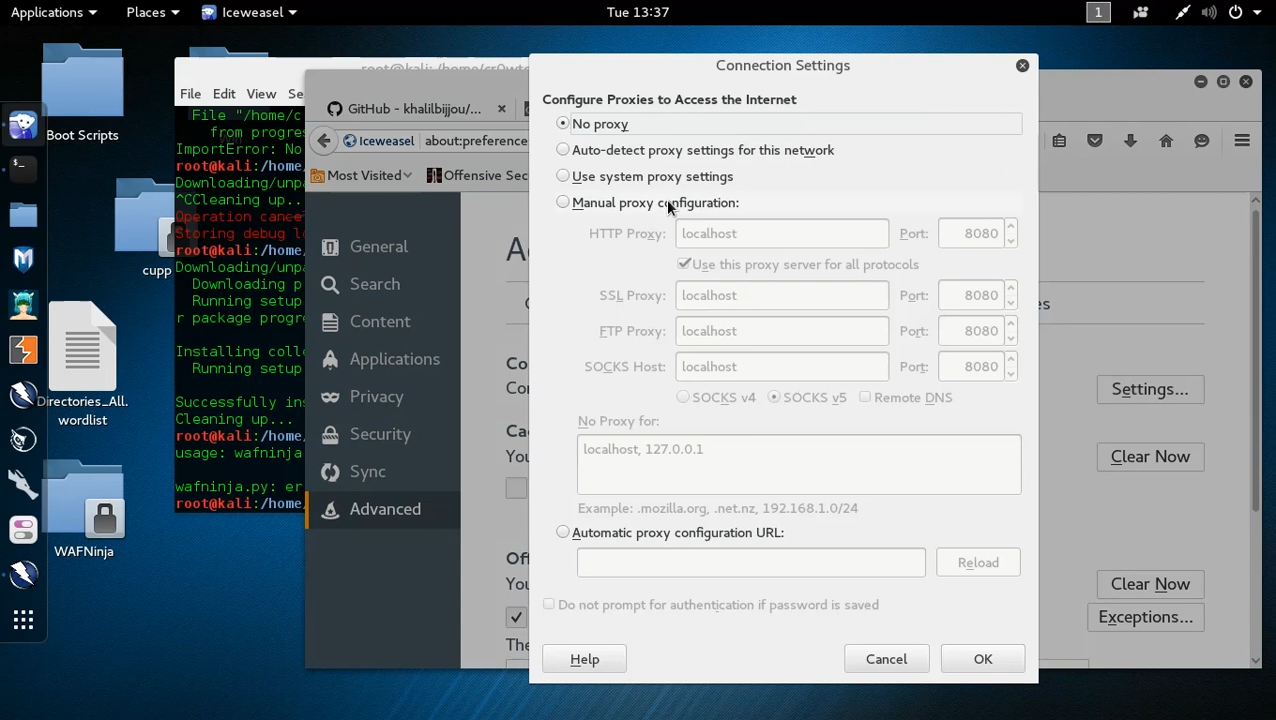 Applications Places Iceweasel Tue 13:37 1
Boot Scripts
cupp
Directories_All.
wordlist
WAFNinja
File Edit View Se
File "/home/c
from progres
ImportError: No
root@kali:/home
Downloading/unpa
^CCleaning up...
Operation cance
Storing debug l
root@kali:/home
Downloading/unpa
Downloading p
Running setup
r package progr
Installing coll
Running setup
Successfully ins
Cleaning up...
root@kali:/home,
usage: wafninja
wafninja.py: er
root@kali:/home,
GitHub - khalilbijjou/... ×
Iceweasel about:preference
Most Visited Offensive Sec
General
Search
Content
Applications
Privacy
Security
Sync
Advanced
Settings...
Clear Now
Clear Now
Exceptions...
Connection Settings
Configure Proxies to Access the Internet
No proxy
Auto-detect proxy settings for this network
Use system proxy settings
Manual proxy configuration:
HTTP Proxy: localhost Port: 8080
Use this proxy server for all protocols
SSL Proxy: localhost Port: 8080
FTP Proxy: localhost Port: 8080
SOCKS Host: localhost Port: 8080
SOCKS v4 SOCKS v5 Remote DNS
No Proxy for:
localhost, 127.0.0.1
Example: .mozilla.org, .net.nz, 192.168.1.0/24
Automatic proxy configuration URL:
Reload
Do not prompt for authentication if password is saved
Help Cancel OK